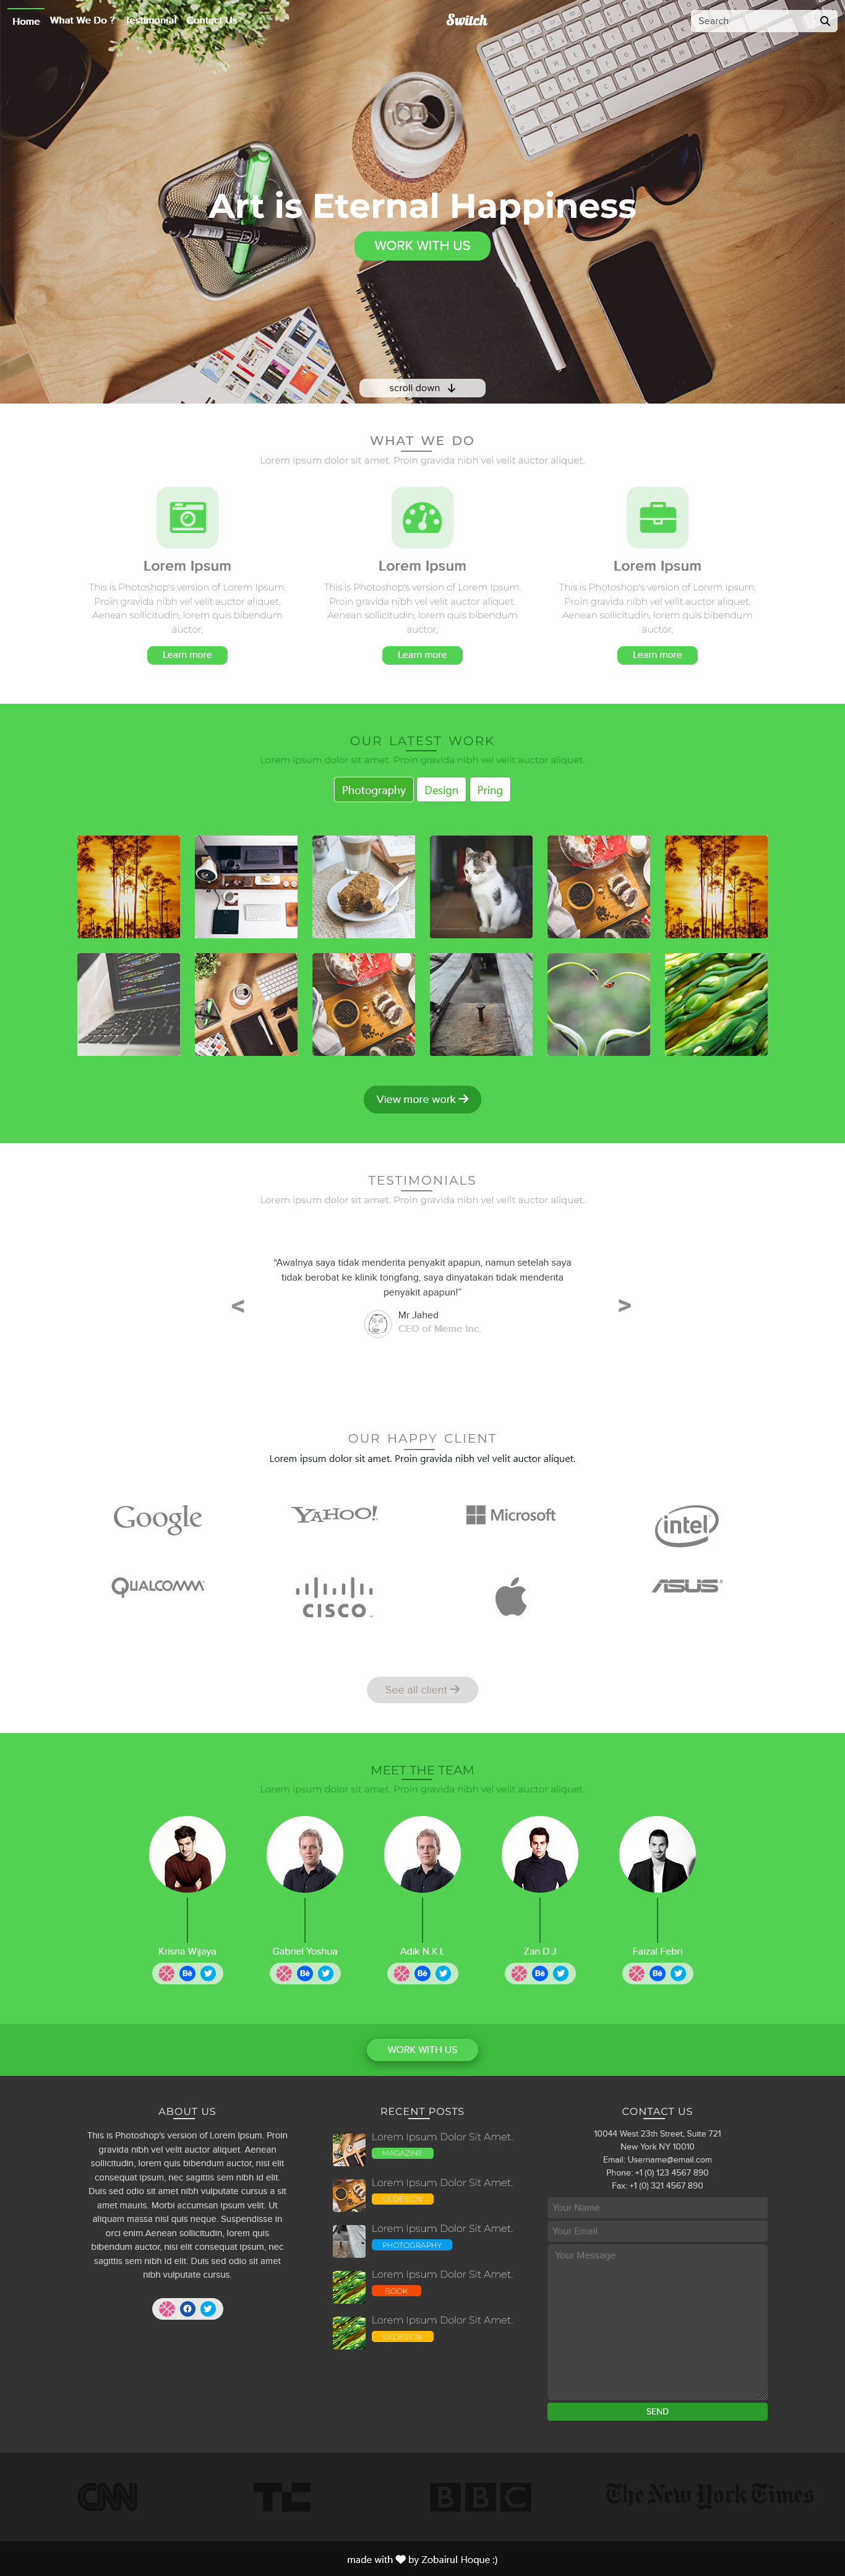 Home What We Do ? Testimonial Contact Us
Switch
Search
Art is Eternal Happiness
WORK WITH US
scroll down
WHAT WE DO
Lorem ipsum dolor sit amet. Proin gravida nibh vel velit auctor aliquet.
Lorem Ipsum
This is Photoshop's version of Lorem Ipsum.
Proin gravida nibh vel velit auctor aliquet.
Aenean sollicitudin, lorem quis bibendum
auctor,
Learn more
Lorem Ipsum
This is Photoshop's version of Lorem Ipsum.
Proin gravida nibh vel velit auctor aliquet.
Aenean sollicitudin, lorem quis bibendum
auctor,
Learn more
Lorem Ipsum
This is Photoshop's version of Lorem Ipsum.
Proin gravida nibh vel velit auctor aliquet.
Aenean sollicitudin, lorem quis bibendum
auctor,
Learn more
OUR LATEST WORK
Lorem ipsum dolor sit amet. Proin gravida nibh vel velit auctor aliquet.
Photography Design Pring
View more work
TESTIMONIALS
Lorem ipsum dolor sit amet. Proin gravida nibh vel velit auctor aliquet.
“Awalnya saya tidak menderita penyakit apapun, namun setelah saya
tidak berobat ke klinik tongfang, saya dinyatakan tidak menderita
penyakit apapun!”
< >
Mr Jahed
CEO of Meme Inc.
OUR HAPPY CLIENT
Lorem ipsum dolor sit amet. Proin gravida nibh vel velit auctor aliquet.
Google YAHOO! Microsoft intel
QUALCOMM CISCO ASUS
See all client
MEET THE TEAM
Lorem ipsum dolor sit amet. Proin gravida nibh vel velit auctor aliquet.
Krisna Wijaya Gabriel Yoshua Adik N.K.L Zan D.J Faizal Febri
Bē Bē Bē Bē Bē
WORK WITH US
ABOUT US
This is Photoshop's version of Lorem Ipsum. Proin
gravida nibh vel velit auctor aliquet. Aenean
sollicitudin, lorem quis bibendum auctor, nisi elit
consequat ipsum, nec sagittis sem nibh id elit.
Duis sed odio sit amet nibh vulputate cursus a sit
amet mauris. Morbi accumsan ipsum velit. Ut
aliquam massa nisl quis neque. Suspendisse in
orci enim.Aenean sollicitudin, lorem quis
bibendum auctor, nisi elit consequat ipsum, nec
sagittis sem nibh id elit. Duis sed odio sit amet
nibh vulputate cursus.
RECENT POSTS
Lorem Ipsum Dolor Sit Amet.
MAGAZINE
Lorem Ipsum Dolor Sit Amet.
UI DESIGN
Lorem Ipsum Dolor Sit Amet.
PHOTOGRAPHY
Lorem Ipsum Dolor Sit Amet.
BOOK
Lorem Ipsum Dolor Sit Amet.
UI DESIGN
CONTACT US
10044 West 23th Street, Suite 721
New York NY 10010
Email: Username@email.com
Phone: +1 (0) 123 4567 890
Fax: +1 (0) 321 4567 890
Your Name
Your Email
Your Message
SEND
CNN TC BBC The New York Times
made with by Zobairul Hoque :)